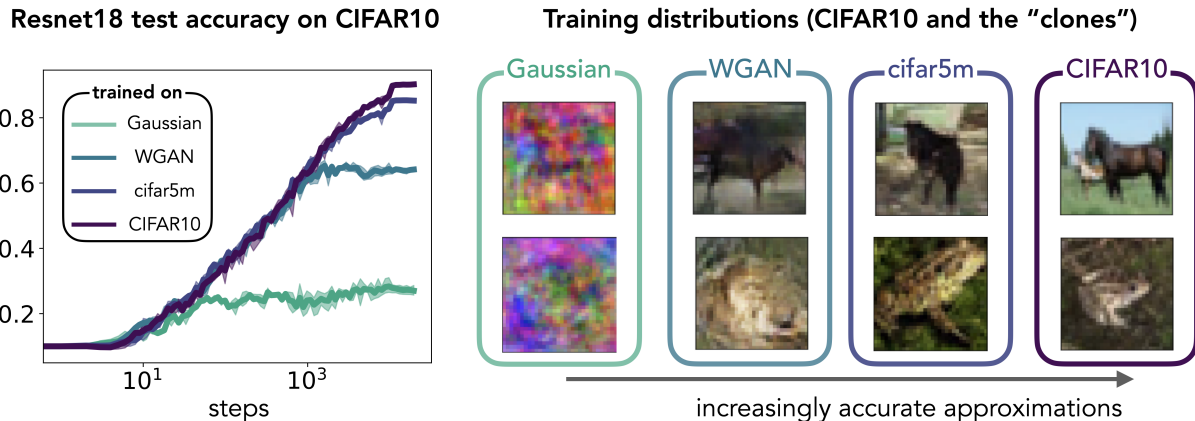 Resnet18 test accuracy on CIFAR10
trained on
Gaussian
WGAN
cifar5m
CIFAR10
0.8
0.6
0.4
0.2
10¹
10³
steps
Training distributions (CIFAR10 and the “clones”)
Gaussian
WGAN
cifar5m
CIFAR10
increasingly accurate approximations